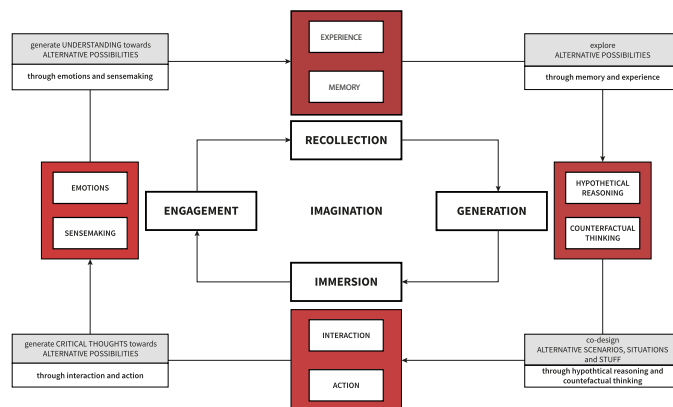 generate UNDERSTANDING towards
ALTERNATIVE POSSIBILITIES
through emotions and sensemaking
EXPERIENCE
MEMORY
explore
ALTERNATIVE POSSIBILITIES
through memory and experience
RECOLLECTION
EMOTIONS
SENSEMAKING
ENGAGEMENT
IMAGINATION
GENERATION
HYPOTHETICAL
REASONING
COUNTERFACTUAL
THINKING
IMMERSION
generate CRITICAL THOUGHTS towards
ALTERNATIVE POSSIBILITIES
through interaction and action
INTERACTION
ACTION
co-design
ALTERNATIVE SCENARIOS, SITUATIONS
and STUFF
through hypothtical reasoning and
countefactual thinking